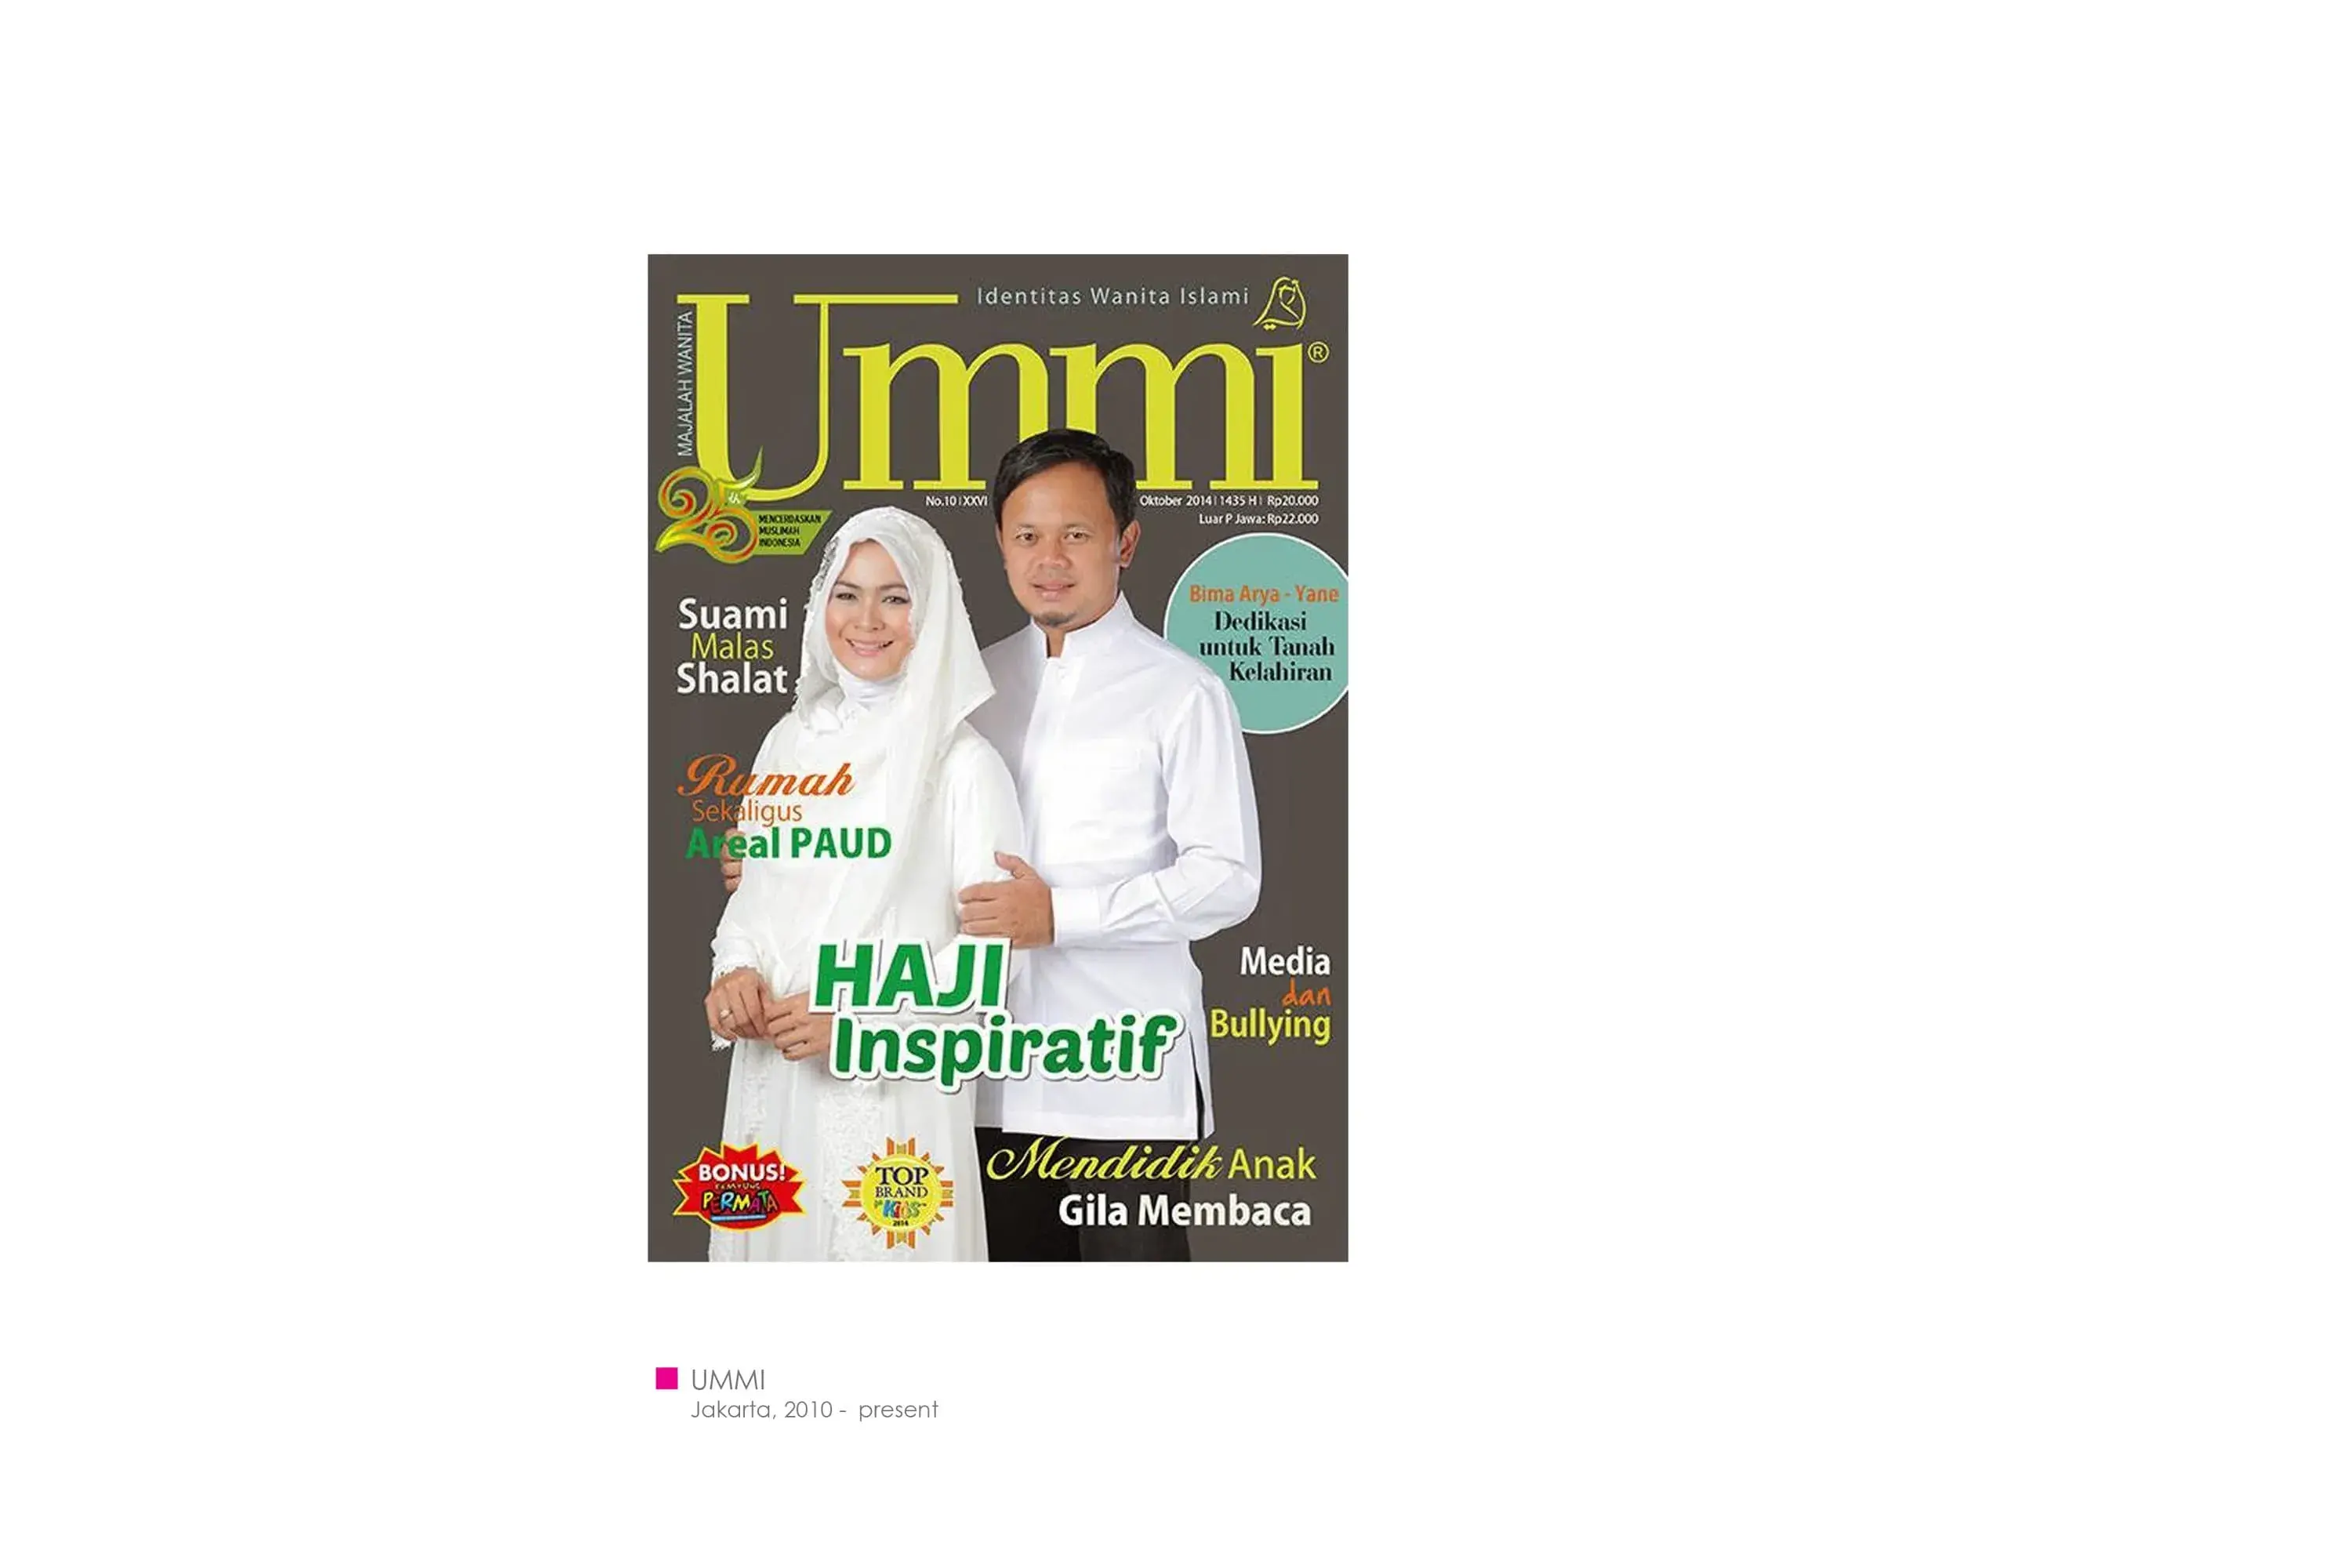 Identitas Wanita Islami
MAJALAH WANITA
Ummi®
25th
MENCERDASKAN
MUSLIMAH
INDONESIA
No.10 | XXVI
Oktober 2014 | 1435 H | Rp20.000
Luar P Jawa: Rp22.000
Bima Arya - Yane
Dedikasi
untuk Tanah
Kelahiran
Suami
Malas
Shalat
Rumah
Sekaligus
Areal PAUD
HAJI
Inspiratif
Media
dan
Bullying
Mendidik Anak
Gila Membaca
BONUS!
PERMATA
TOP
BRAND
for Kids
2014
UMMI
Jakarta, 2010 - present